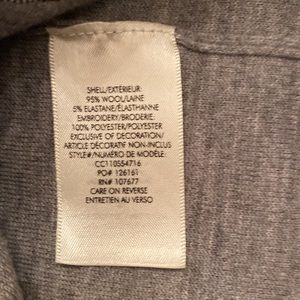 SHELL/EXTÉRIEUR:
95% WOOL/LAINE
5% ELASTANE/ÉLASTHANNE
EMBROIDERY/BRODERIE:
100% POLYESTER/POLYESTER
EXCLUSIVE OF DECORATION/
ARTICLE DÉCORATIF NON-INCLUS
STYLE#/NUMÉRO DE MODÈLE:
CC110554716
PO# 126161
RN# 107677
CARE ON REVERSE
ENTRETIEN AU VERSO